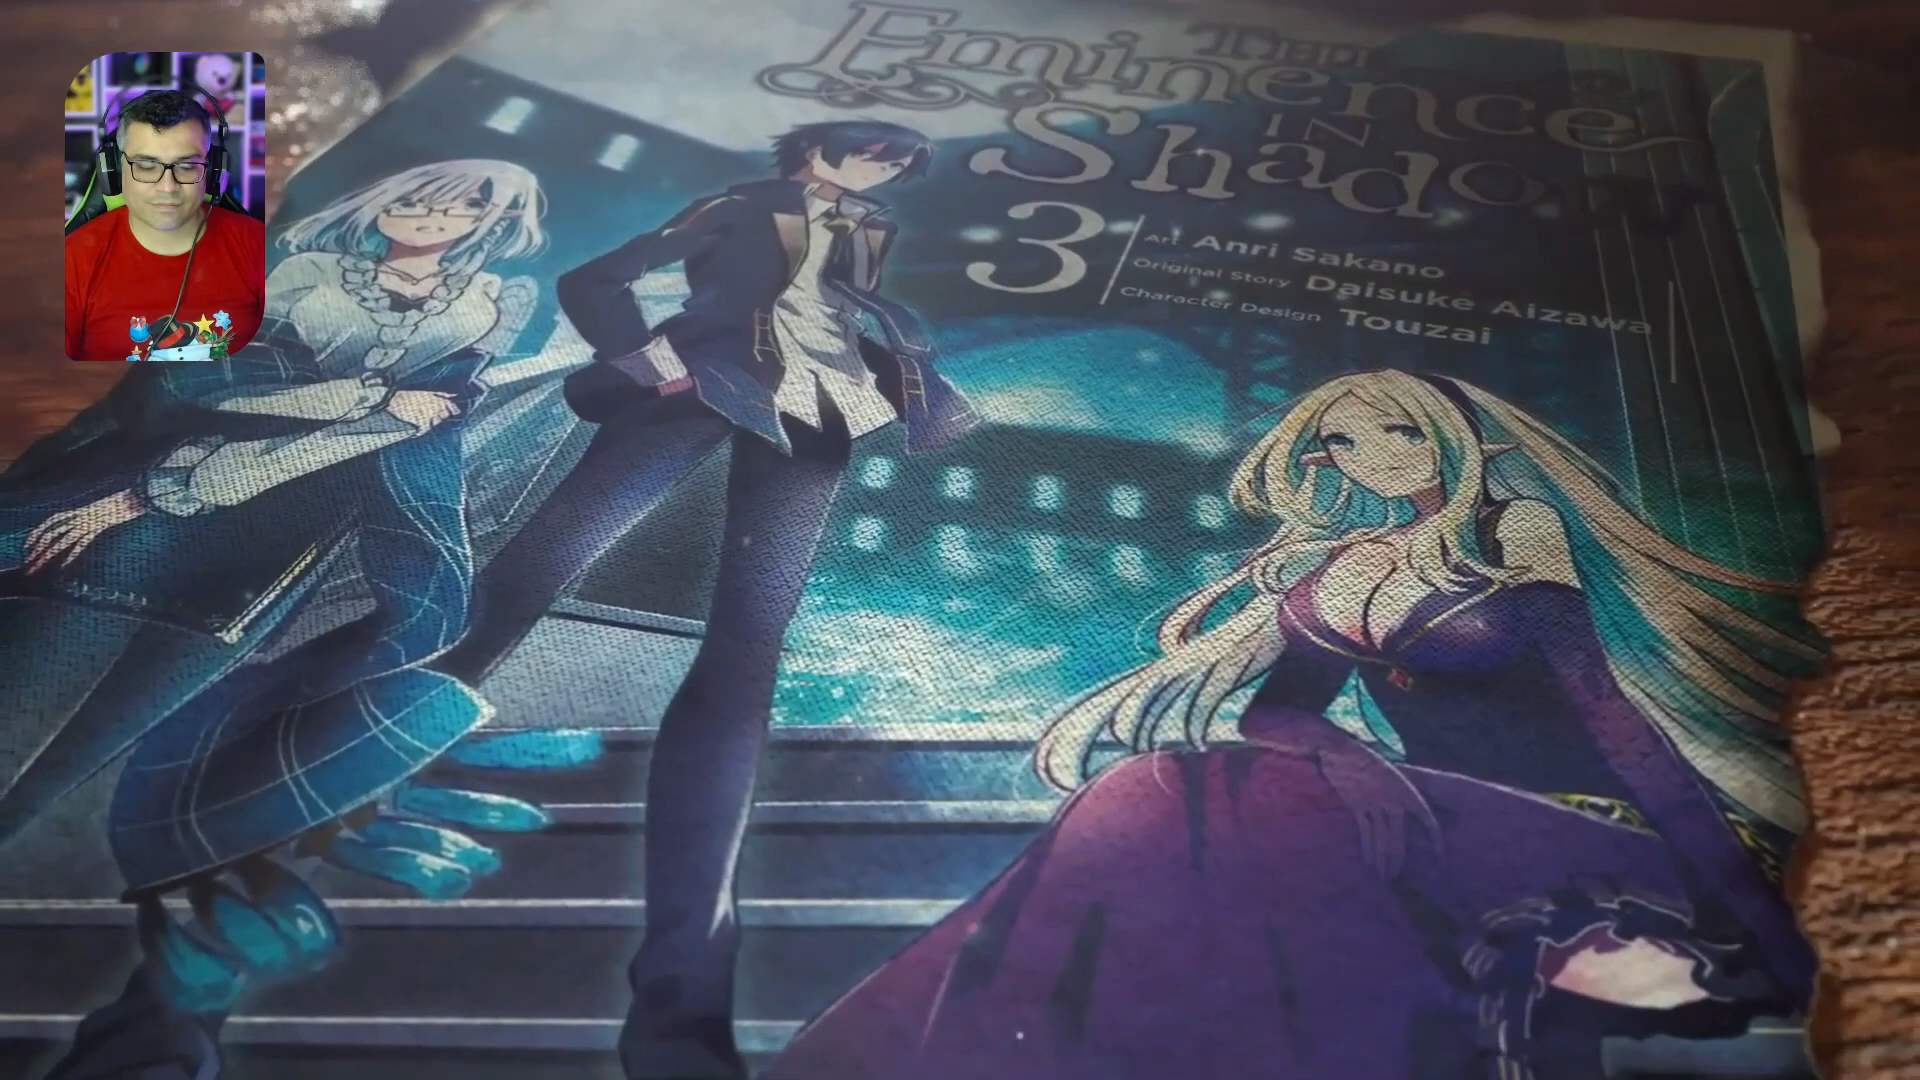 THE
Eminence
IN
Shadow
3
Art Anri Sakano
Original Story Daisuke Aizawa
Character Design Touzai